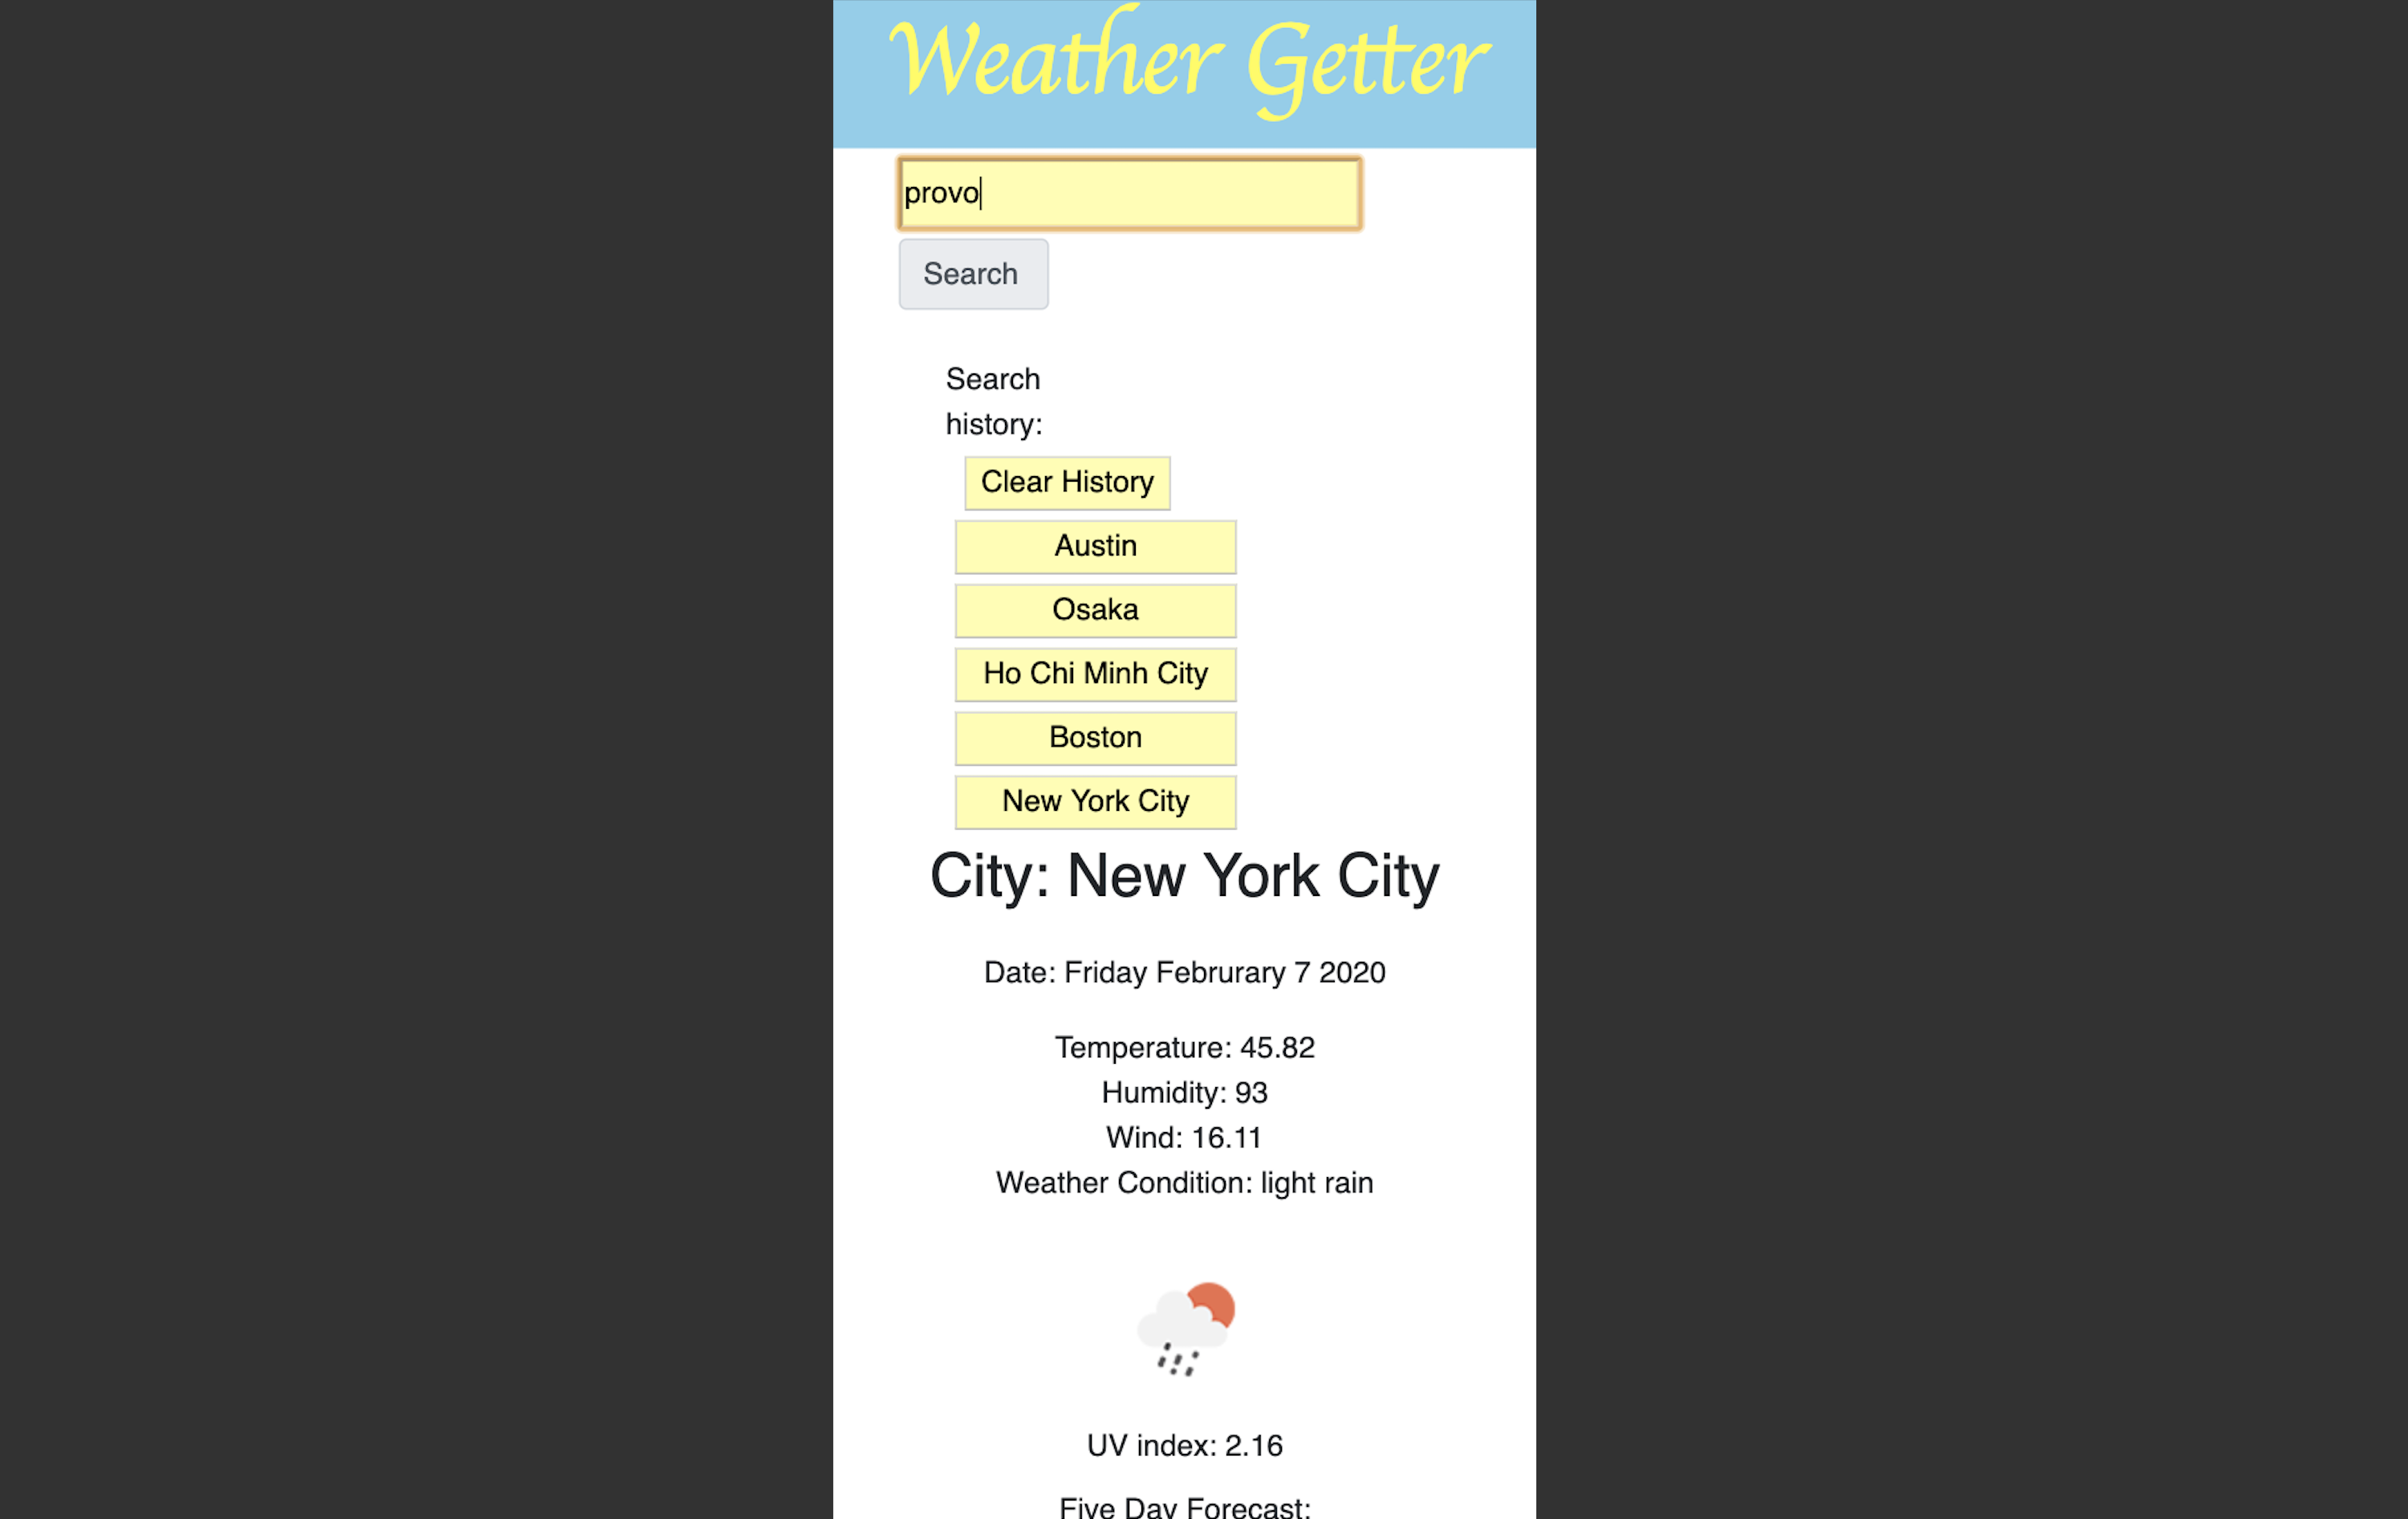 Weather Getter
provo
Search
Search
history:
Clear History
Austin
Osaka
Ho Chi Minh City
Boston
New York City
City: New York City
Date: Friday Februrary 7 2020
Temperature: 45.82
Humidity: 93
Wind: 16.11
Weather Condition: light rain
UV index: 2.16
Five Day Forecast: